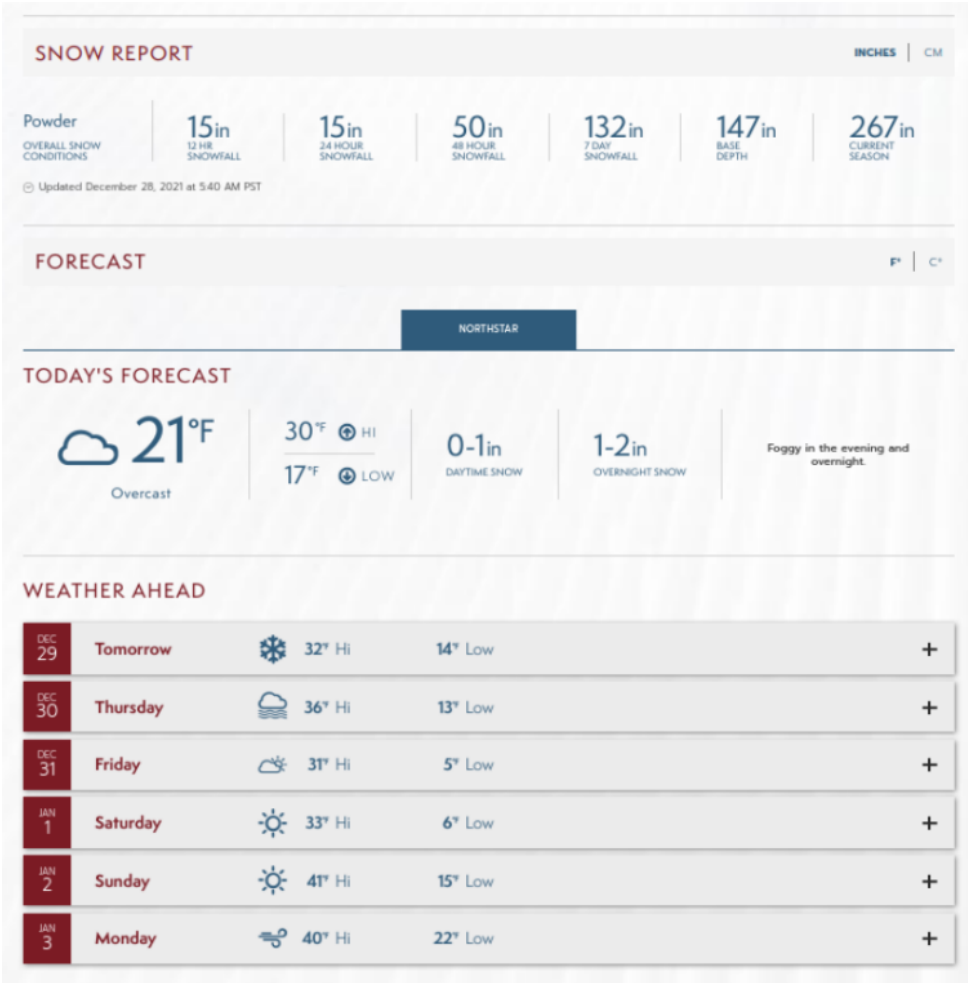 SNOW REPORT
INCHES | CM
Powder
OVERALL SNOW
CONDITIONS
15in
12 HR
SNOWFALL
15in
24 HOUR
SNOWFALL
50in
48 HOUR
SNOWFALL
132in
7 DAY
SNOWFALL
147in
BASE
DEPTH
267in
CURRENT
SEASON
Updated December 28, 2021 at 5:40 AM PST
FORECAST
F° | C°
NORTHSTAR
TODAY'S FORECAST
21°F
Overcast
30°F HI
17°F LOW
0-1in
DAYTIME SNOW
1-2in
OVERNIGHT SNOW
Foggy in the evening and
overnight.
WEATHER AHEAD
DEC
29
Tomorrow 32°F Hi 14°F Low +
DEC
30
Thursday 36°F Hi 13°F Low +
DEC
31
Friday 31°F Hi 5°F Low +
JAN
1
Saturday 33°F Hi 6°F Low +
JAN
2
Sunday 41°F Hi 15°F Low +
JAN
3
Monday 40°F Hi 22°F Low +